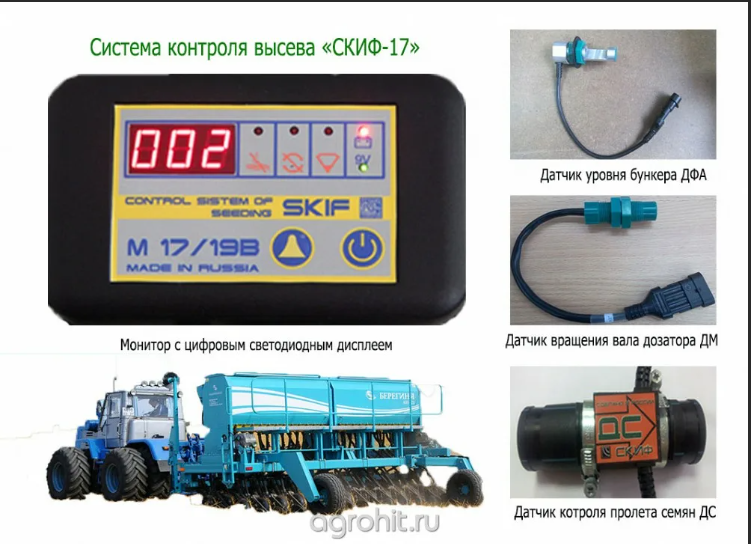 Система контроля высева «СКИФ-17»
002
9V
CONTROL SISTEM OF
SEEDING SKIF
M 17/19B
MADE IN RUSSIA
Монитор с цифровым светодиодным дисплеем
Датчик уровня бункера ДФА
Датчик вращения вала дозатора ДМ
ДС
СКИФ
Датчик котроля пролета семян ДС
БЕРЕГИНЯ
agrohit.ru